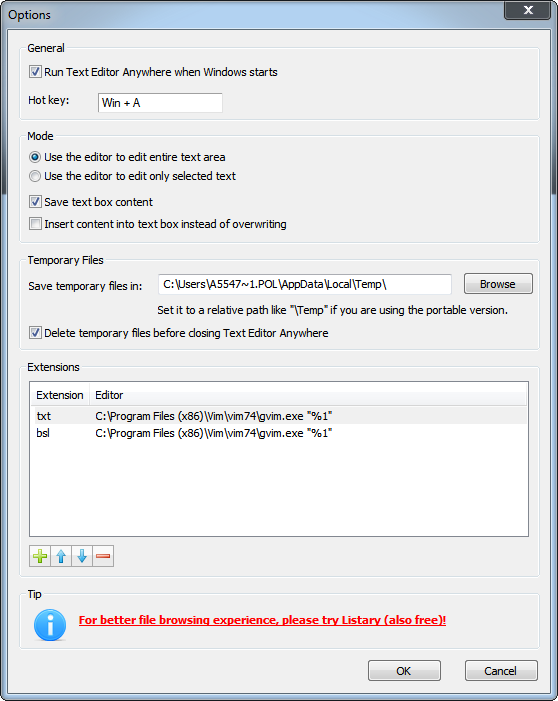 Options
General
Run Text Editor Anywhere when Windows starts
Hot key:
Win + A
Mode
Use the editor to edit entire text area
Use the editor to edit only selected text
Save text box content
Insert content into text box instead of overwriting
Temporary Files
Save temporary files in:
C:\Users\A5547~1.POL\AppData\Local\Temp\
Browse
Set it to a relative path like "\Temp" if you are using the portable version.
Delete temporary files before closing Text Editor Anywhere
Extensions
Extension Editor
txt C:\Program Files (x86)\Vim\vim74\gvim.exe "%1"
bsl C:\Program Files (x86)\Vim\vim74\gvim.exe "%1"
Tip
For better file browsing experience, please try Listary (also free)!
OK Cancel